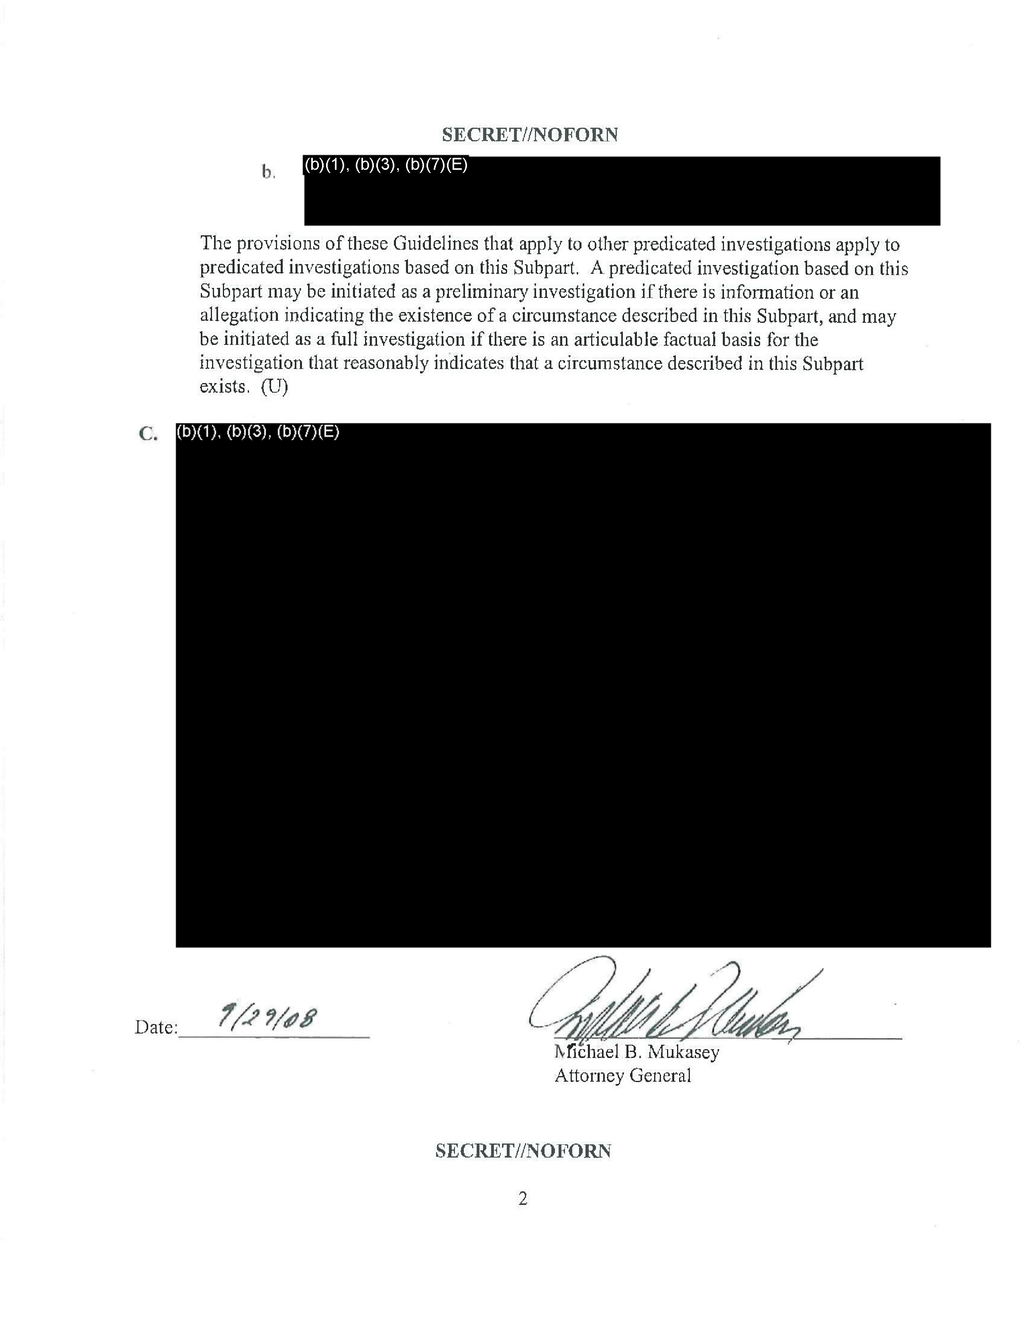 SECRET//NOFORN
b. (b)(1), (b)(3), (b)(7)(E)
The provisions of these Guidelines that apply to other predicated investigations apply to
predicated investigations based on this Subpart. A predicated investigation based on this
Subpart may be initiated as a preliminary investigation if there is information or an
allegation indicating the existence of a circumstance described in this Subpart, and may
be initiated as a full investigation if there is an articulable factual basis for the
investigation that reasonably indicates that a circumstance described in this Subpart
exists. (U)
C. (b)(1), (b)(3), (b)(7)(E)
Date: 9/29/08
Michael B. Mukasey
Attorney General
SECRET//NOFORN
2